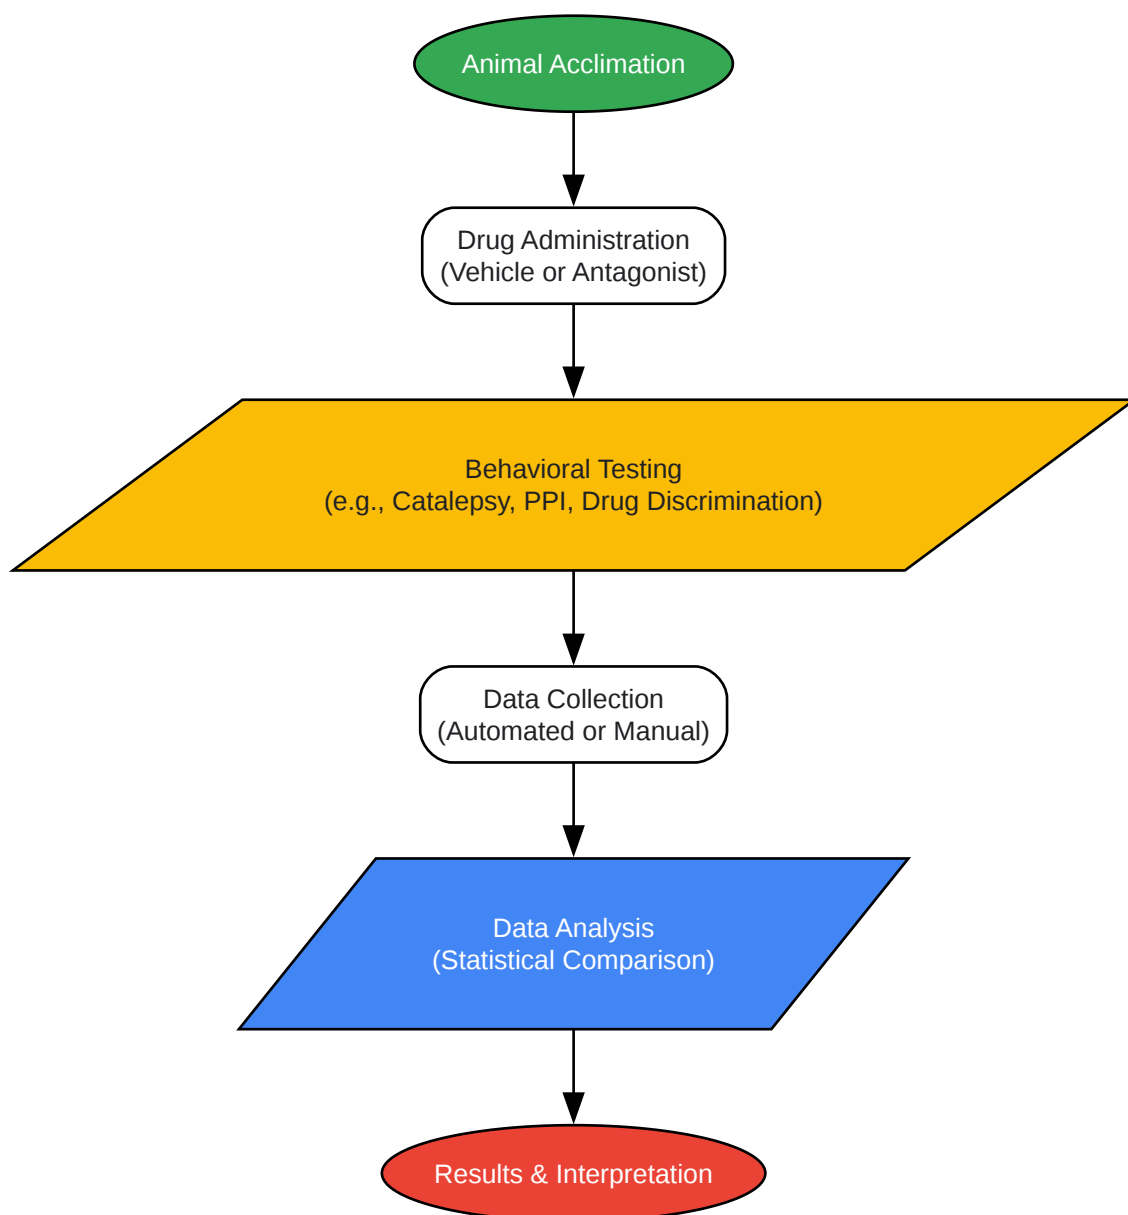 Animal Acclimation
Drug Administration
(Vehicle or Antagonist)
Behavioral Testing
(e.g., Catalepsy, PPI, Drug Discrimination)
Data Collection
(Automated or Manual)
Data Analysis
(Statistical Comparison)
Results & Interpretation